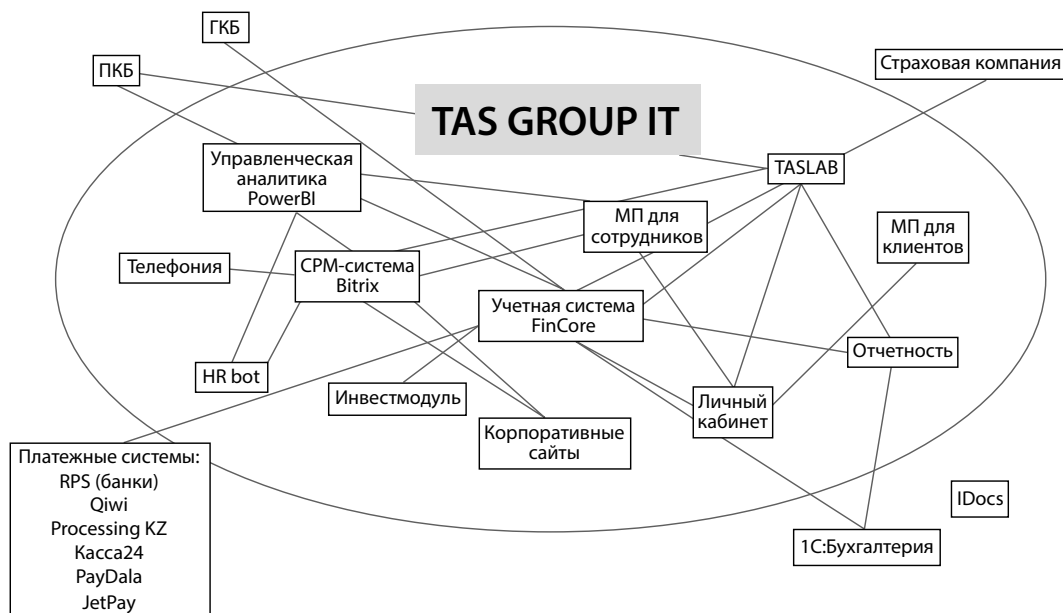 ГКБ
ПКБ
Страховая компания
TAS GROUP IT
Управленческая
аналитика
PowerBI
TASLAB
МП для
сотрудников
МП для
клиентов
Телефония
СРМ-система
Bitrix
Учетная система
FinCore
Отчетность
HR bot
Инвестмодуль
Личный
кабинет
Корпоративные
сайты
Платежные системы:
RPS (банки)
Qiwi
Processing KZ
Касса24
PayDala
JetPay
IDocs
1С:Бухгалтерия